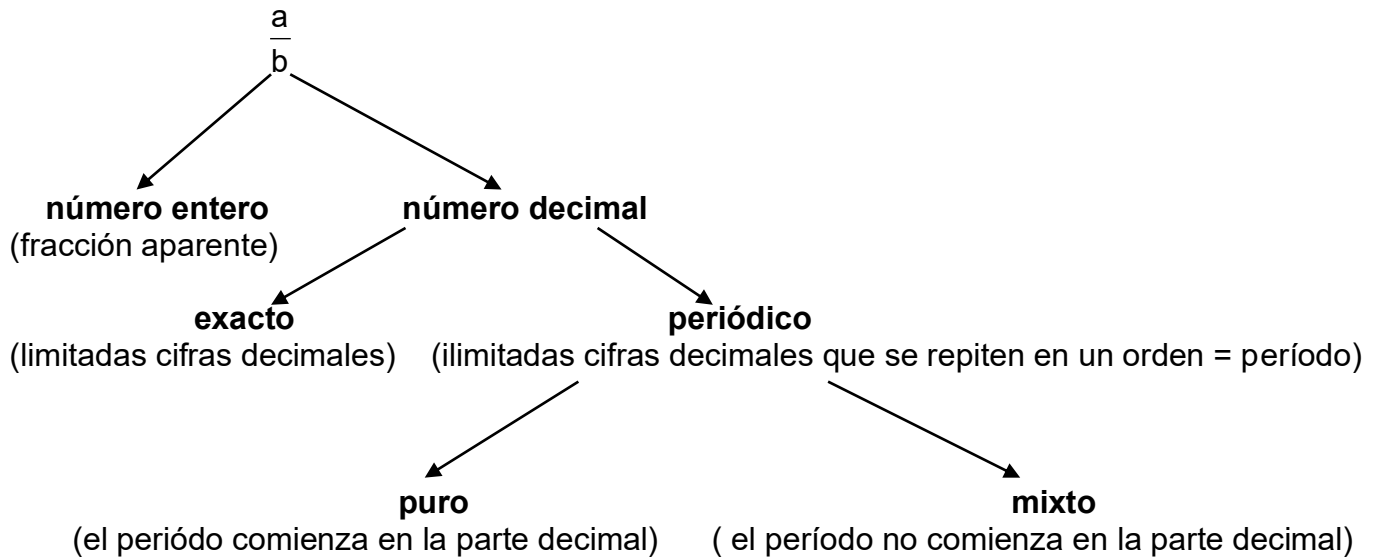 a
b
número entero número decimal
(fracción aparente)
exacto periódico
(limitadas cifras decimales) (ilimitadas cifras decimales que se repiten en un orden = período)
puro mixto
(el periódo comienza en la parte decimal) ( el período no comienza en la parte decimal)